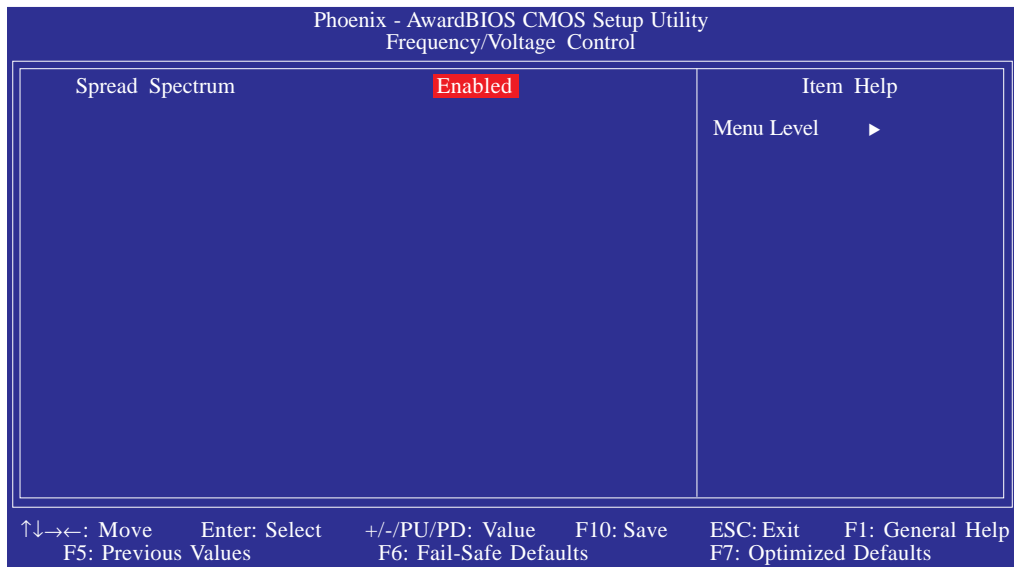 Phoenix - AwardBIOS CMOS Setup Utility
Frequency/Voltage Control
Spread Spectrum Enabled
Item Help
Menu Level ▶
↑↓→←: Move Enter: Select +/-/PU/PD: Value F10: Save ESC: Exit F1: General Help
F5: Previous Values F6: Fail-Safe Defaults F7: Optimized Defaults